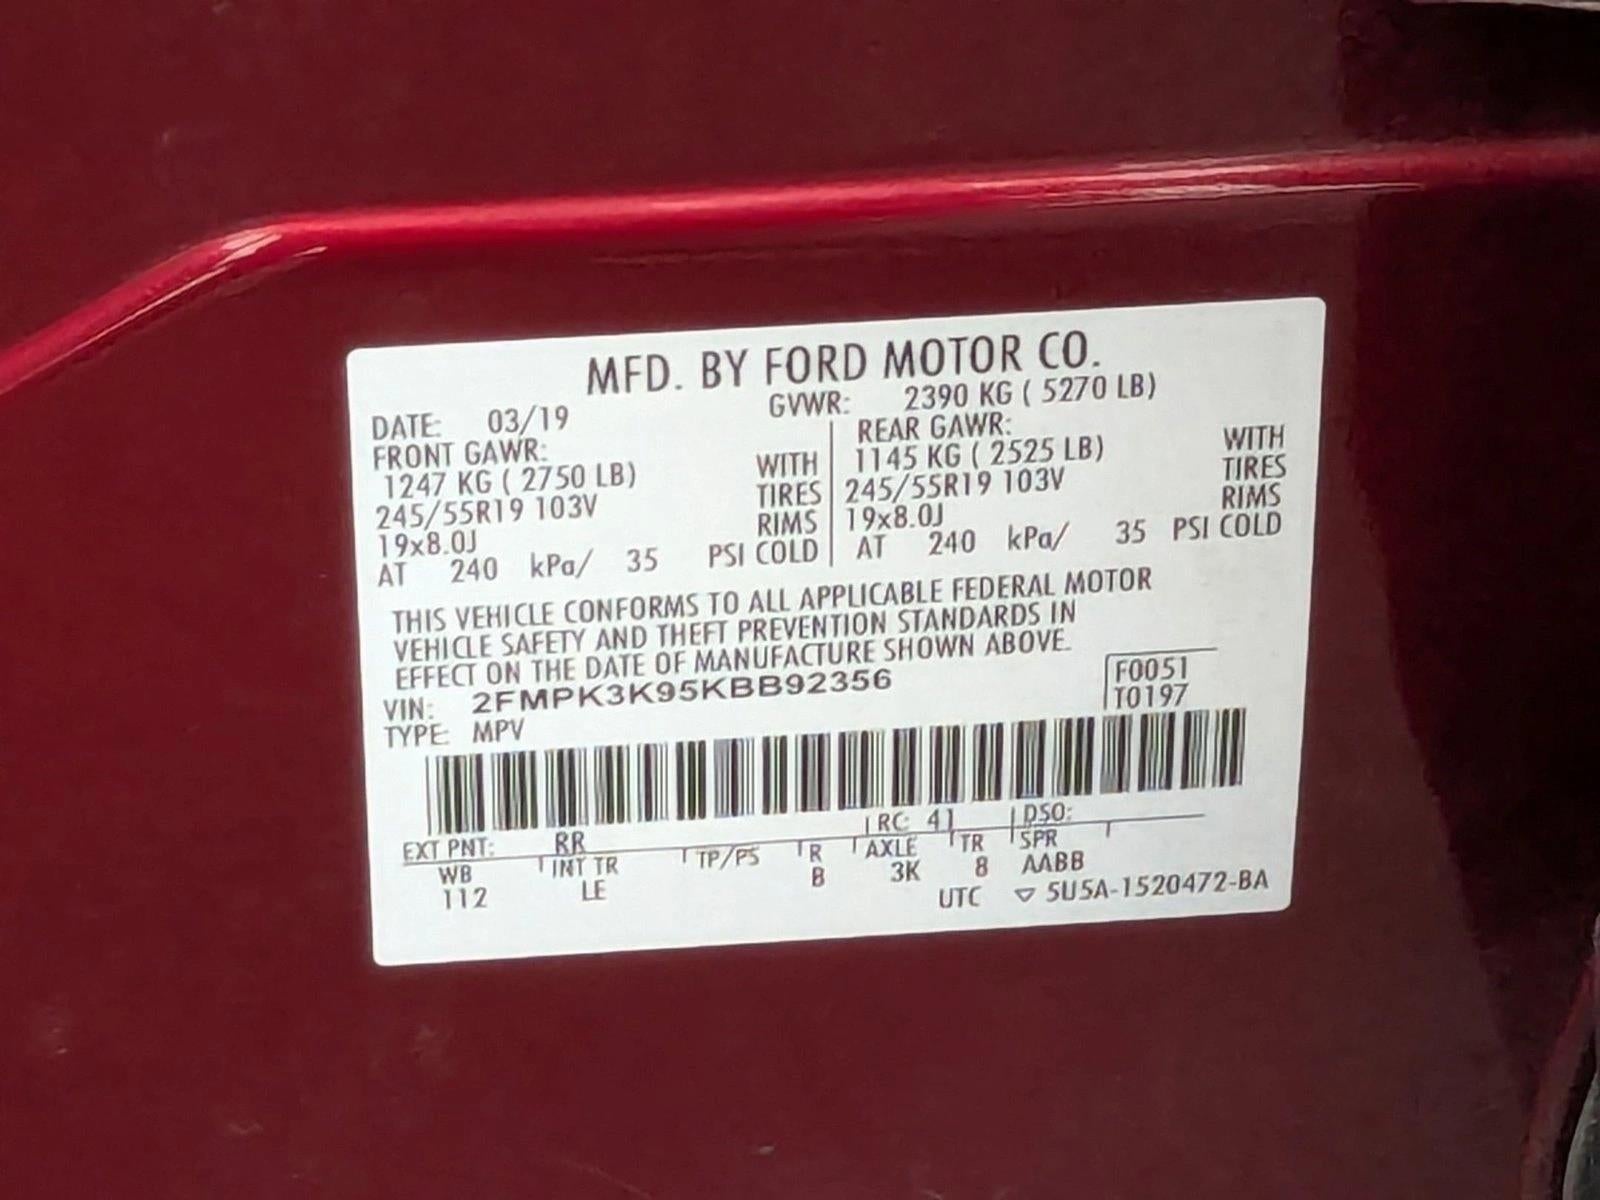 MFD. BY FORD MOTOR CO.
DATE: 03/19 GVWR: 2390 KG ( 5270 LB)
FRONT GAWR: REAR GAWR:
1247 KG ( 2750 LB) WITH 1145 KG ( 2525 LB) WITH
245/55R19 103V TIRES 245/55R19 103V TIRES
19x8.0J RIMS 19x8.0J RIMS
AT 240 kPa/ 35 PSI COLD AT 240 kPa/ 35 PSI COLD
THIS VEHICLE CONFORMS TO ALL APPLICABLE FEDERAL MOTOR
VEHICLE SAFETY AND THEFT PREVENTION STANDARDS IN
EFFECT ON THE DATE OF MANUFACTURE SHOWN ABOVE.
VIN: 2FMPK3K95KBB92356 F0051
TYPE: MPV T0197
EXT PNT: RR RC: 41 DSO:
WB INT TR TP/PS R AXLE TR SPR
112 LE B 3K 8 AABB
UTC ▽ 5U5A-1520472-BA